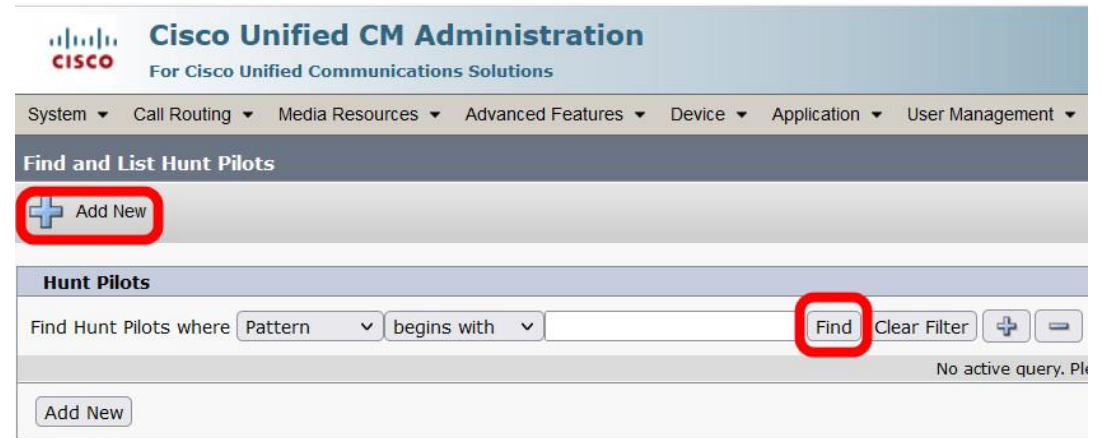 Cisco Unified CM Administration
CISCO
For Cisco Unified Communications Solutions
System Call Routing Media Resources Advanced Features Device Application User Management
Find and List Hunt Pilots
Add New
Hunt Pilots
Find Hunt Pilots where Pattern begins with Find Clear Filter
No active query.
Add New